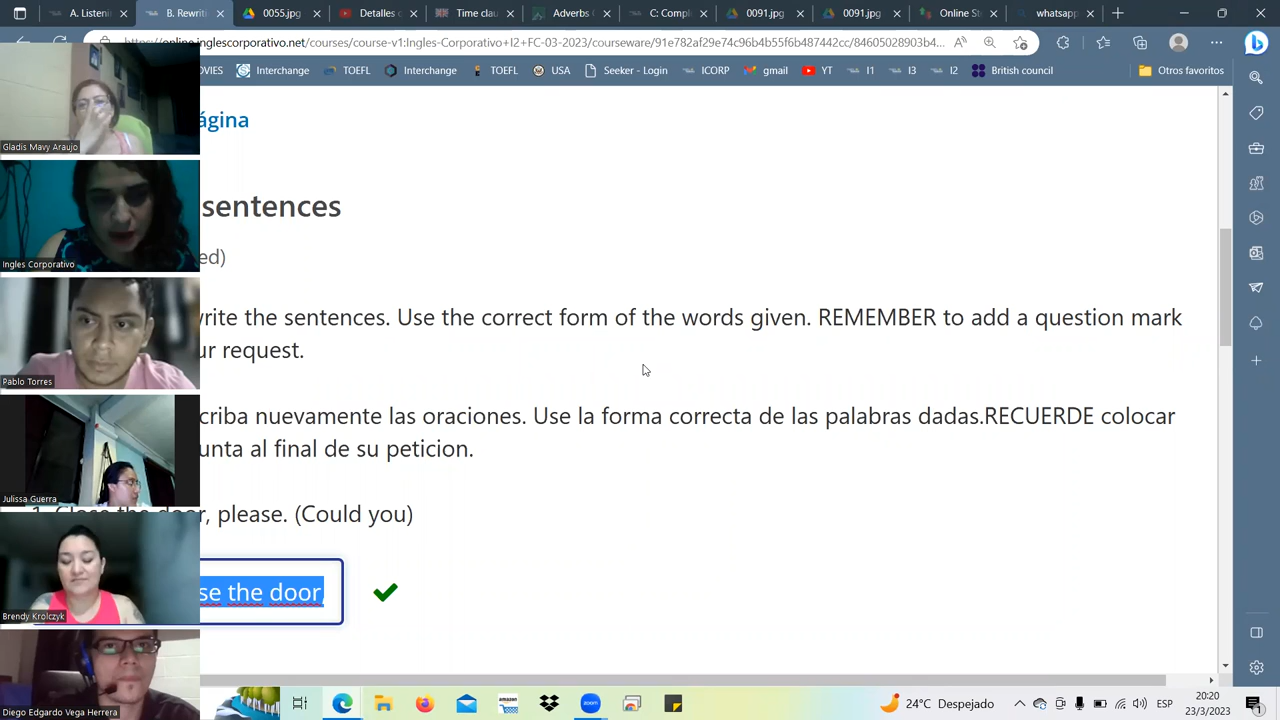 0055.jpg
Time cla
Adverbs
C: Compl
0091.jpg
0091.jpg
Online Stu
whatsapp
https://online.inglescorporativo.net/courses/course-v1:Ingles-Corporativo+I2+FC-03-2023/courseware/91e782af29e74c96b4b55f6b487442cc/84605028903b4...
OVIES
Interchange
TOEFL
Interchange
TOEFL
USA
Seeker - Login
ICORP
gmail
YT
I1
I3
I2
British council
Otros favoritos
ágina
sentences
ed)
write the sentences. Use the correct form of the words given. REMEMBER to add a question mark
ur request.
criba nuevamente las oraciones. Use la forma correcta de las palabras dadas.RECUERDE colocar
unta al final de su peticion.
1. Close the door, please. (Could you)
se the door,
Gladis Mavy Araujo
Ingles Corporativo
Pablo Torres
Julissa Guerra
Brendy Krolczyk
Diego Edgardo Vega Herrera
amazon
zoom
24°C Despejado
ESP
20:20
23/3/2023
1